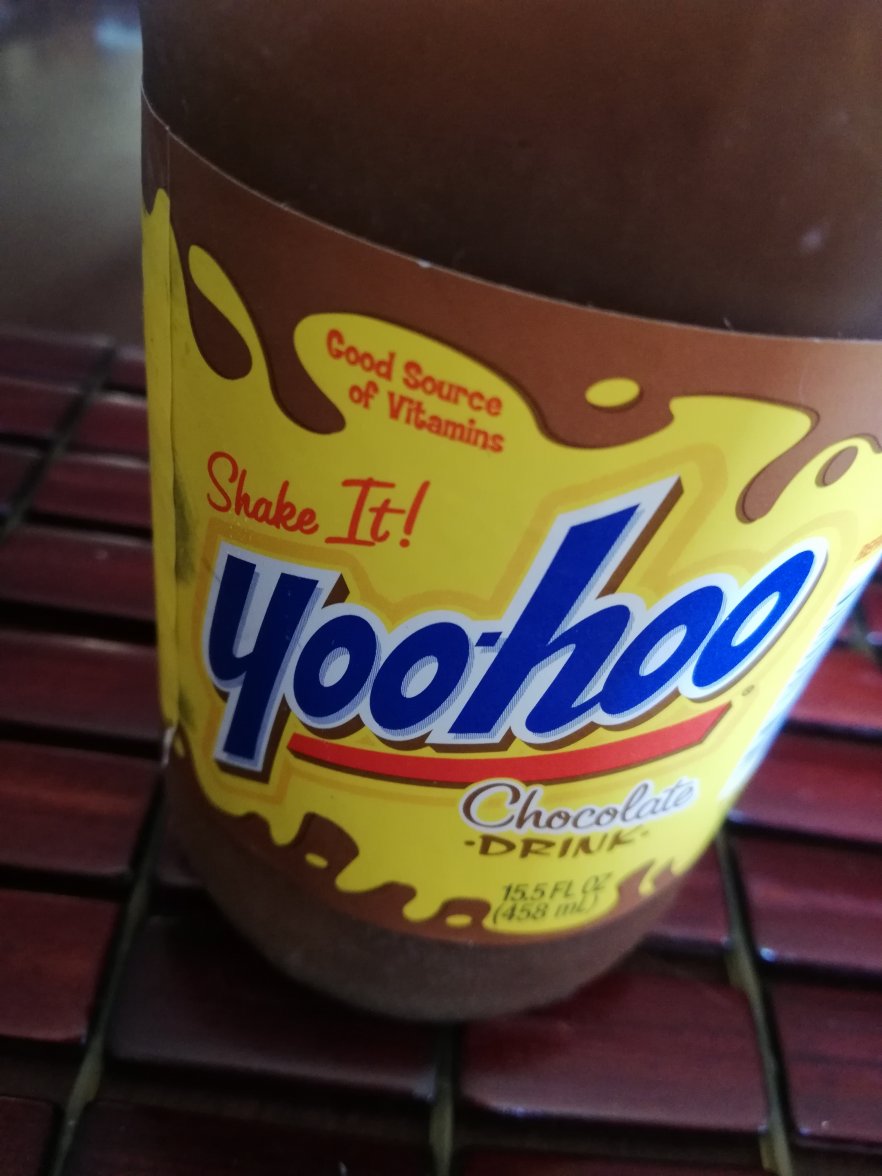 Good Source
of Vitamins
Shake It!
Yoo-hoo®
Chocolate
·DRINK·
15.5 FL OZ
(458 mL)